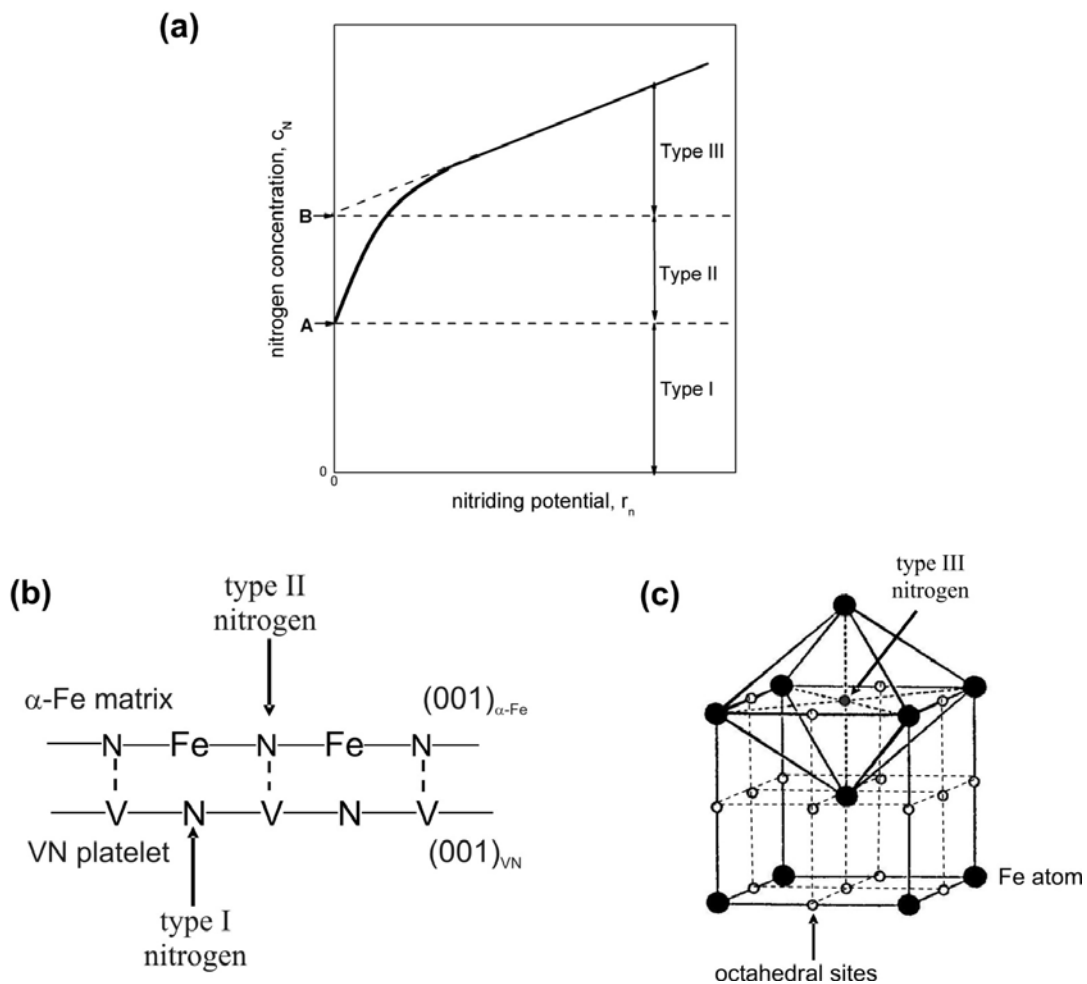 (a)
nitrogen concentration, c_N
B
A
0
0
Type III
Type II
Type I
nitriding potential, r_n
(b)
type II
nitrogen
α-Fe matrix
(001)α-Fe
N Fe N Fe N
V N V N V
VN platelet
(001)VN
type I
nitrogen
(c)
type III
nitrogen
Fe atom
octahedral sites